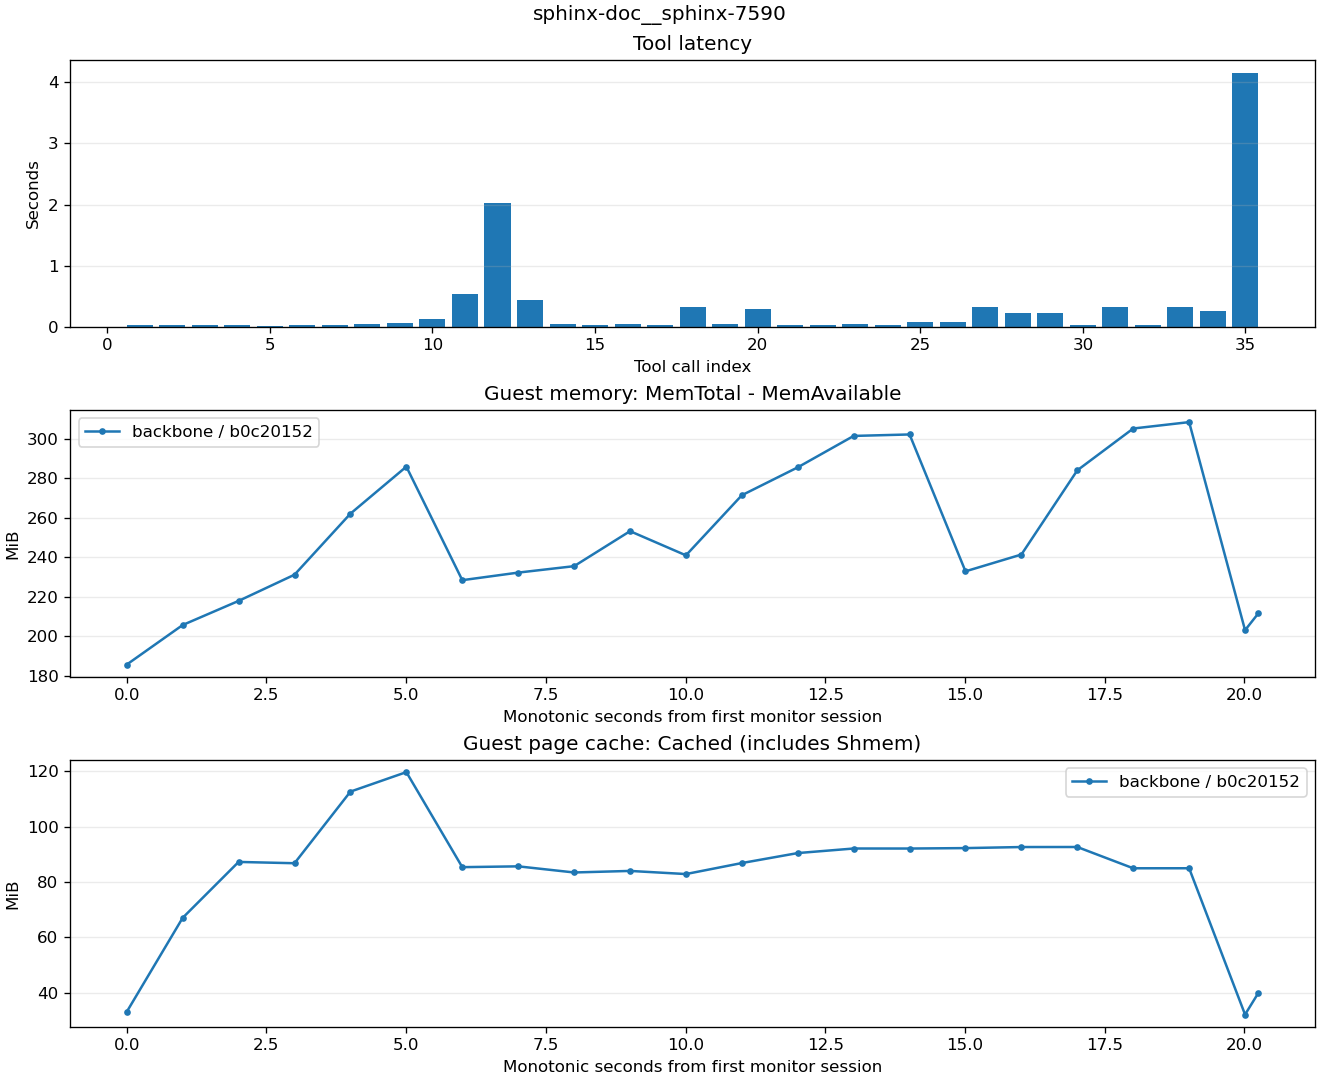 sphinx-doc__sphinx-7590
Tool latency
Seconds
4
3
2
1
0
0 5 10 15 20 25 30 35
Tool call index
Guest memory: MemTotal - MemAvailable
backbone / b0c20152
MiB
300
280
260
240
220
200
180
0.0 2.5 5.0 7.5 10.0 12.5 15.0 17.5 20.0
Monotonic seconds from first monitor session
Guest page cache: Cached (includes Shmem)
backbone / b0c20152
MiB
120
100
80
60
40
0.0 2.5 5.0 7.5 10.0 12.5 15.0 17.5 20.0
Monotonic seconds from first monitor session